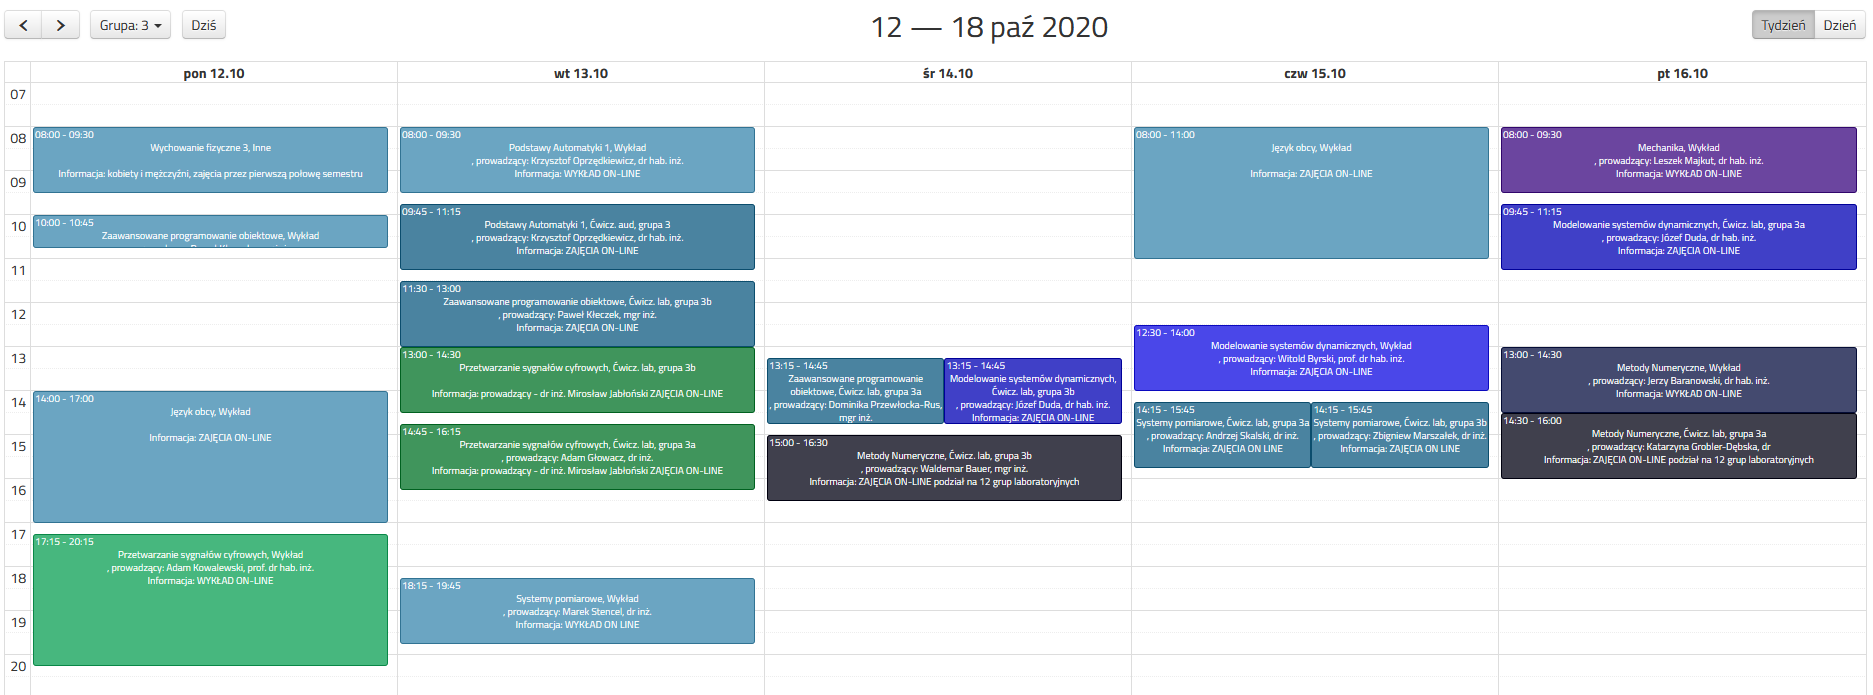 Grupa: 3
Dziś
12 — 18 paź 2020
Tydzień
Dzień
pon 12.10
wt 13.10
śr 14.10
czw 15.10
pt 16.10
07
08
09
10
11
12
13
14
15
16
17
18
19
20
08:00 - 09:30
Wychowanie fizyczne 3, Inne
Informacja: kobiety i mężczyźni, zajęcia przez pierwszą połowę semestru
10:00 - 10:45
Zaawansowane programowanie obiektowe, Wykład
14:00 - 17:00
Język obcy, Wykład
Informacja: ZAJĘCIA ON-LINE
17:15 - 20:15
Przetwarzanie sygnałów cyfrowych, Wykład
, prowadzący: Adam Kowalewski, prof. dr hab. inż.
Informacja: WYKŁAD ON-LINE
08:00 - 09:30
Podstawy Automatyki 1, Wykład
, prowadzący: Krzysztof Oprzędkiewicz, dr hab. inż.
Informacja: WYKŁAD ON-LINE
09:45 - 11:15
Podstawy Automatyki 1, Ćwicz. aud, grupa 3
, prowadzący: Krzysztof Oprzędkiewicz, dr hab. inż.
Informacja: ZAJĘCIA ON-LINE
11:30 - 13:00
Zaawansowane programowanie obiektowe, Ćwicz. lab, grupa 3b
, prowadzący: Paweł Kłeczek, mgr inż.
Informacja: ZAJĘCIA ON-LINE
13:00 - 14:30
Przetwarzanie sygnałów cyfrowych, Ćwicz. lab, grupa 3b
Informacja: prowadzący - dr inż. Mirosław Jabłoński ZAJĘCIA ON-LINE
14:45 - 16:15
Przetwarzanie sygnałów cyfrowych, Ćwicz. lab, grupa 3a
, prowadzący: Adam Głowacz, dr inż.
Informacja: prowadzący - dr inż. Mirosław Jabłoński ZAJĘCIA ON-LINE
18:15 - 19:45
Systemy pomiarowe, Wykład
, prowadzący: Marek Stencel, dr inż.
Informacja: WYKŁAD ON LINE
13:15 - 14:45
Zaawansowane programowanie
obiektowe, Ćwicz. lab, grupa 3a
, prowadzący: Dominika Przewłocka-Rus,
mgr inż.
13:15 - 14:45
Modelowanie systemów dynamicznych,
Ćwicz. lab, grupa 3b
, prowadzący: Józef Duda, dr hab. inż.
Informacja: ZAJĘCIA ON-LINE
15:00 - 16:30
Metody Numeryczne, Ćwicz. lab, grupa 3b
, prowadzący: Waldemar Bauer, mgr inż.
Informacja: ZAJĘCIA ON-LINE podział na 12 grup laboratoryjnych
08:00 - 11:00
Język obcy, Wykład
Informacja: ZAJĘCIA ON-LINE
12:30 - 14:00
Modelowanie systemów dynamicznych, Wykład
, prowadzący: Witold Byrski, prof. dr hab. inż.
Informacja: ZAJĘCIA ON-LINE
14:15 - 15:45
Systemy pomiarowe, Ćwicz. lab, grupa 3a
, prowadzący: Andrzej Skalski, dr inż.
Informacja: ZAJĘCIA ON LINE
14:15 - 15:45
Systemy pomiarowe, Ćwicz. lab, grupa 3b
, prowadzący: Zbigniew Marszałek, dr inż.
Informacja: ZAJĘCIA ON LINE
08:00 - 09:30
Mechanika, Wykład
, prowadzący: Leszek Majkut, dr hab. inż.
Informacja: WYKŁAD ON-LINE
09:45 - 11:15
Modelowanie systemów dynamicznych, Ćwicz. lab, grupa 3a
, prowadzący: Józef Duda, dr hab. inż.
Informacja: ZAJĘCIA ON-LINE
13:00 - 14:30
Metody Numeryczne, Wykład
, prowadzący: Jerzy Baranowski, dr hab. inż.
Informacja: WYKŁAD ON-LINE
14:30 - 16:00
Metody Numeryczne, Ćwicz. lab, grupa 3a
, prowadzący: Katarzyna Grobler-Dębska, dr
Informacja: ZAJĘCIA ON-LINE podział na 12 grup laboratoryjnych